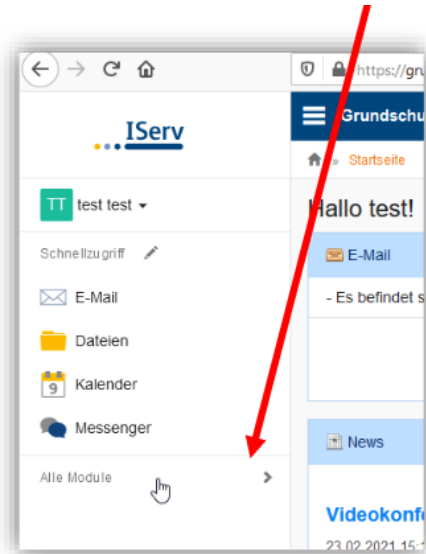 https://gru
IServ
Grundschu
» Startseite
TT test test
Hallo test!
Schnellzugriff
E-Mail
E-Mail
- Es befindet s
Dateien
9 Kalender
Messenger
News
Alle Module
Videokonfe
23.02.2021 15:1